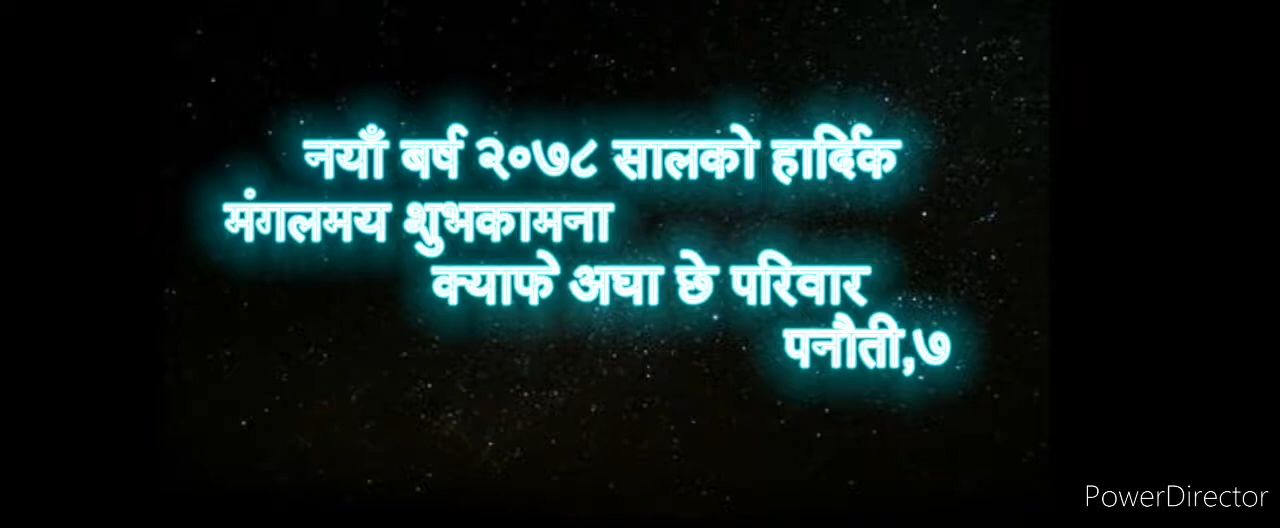 नयाँ बर्ष २०७८ सालको हार्दिक
मंगलमय शुभकामना
क्याफे अघा छे परिवार
पनौती,७
PowerDirector